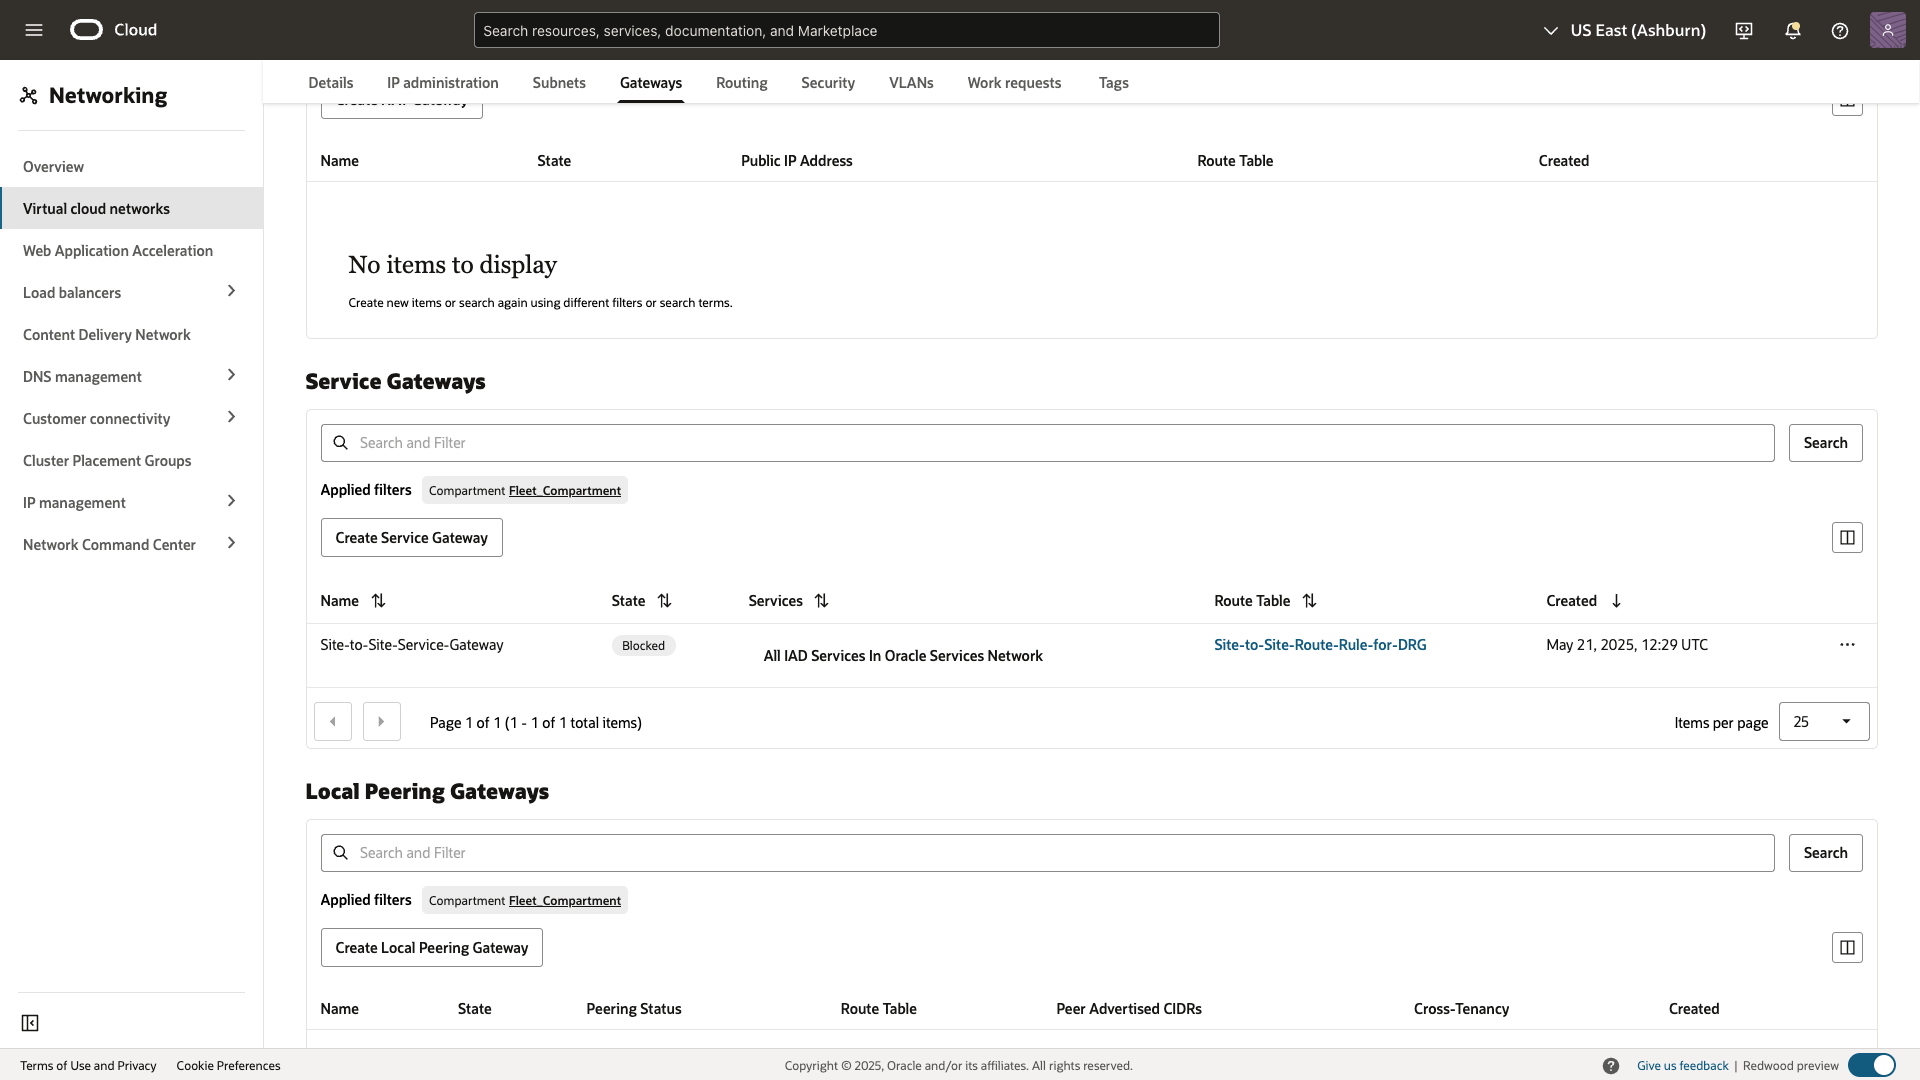 Cloud
Search resources, services, documentation, and Marketplace
US East (Ashburn)
Networking
Details
IP administration
Subnets
Gateways
Routing
Security
VLANs
Work requests
Tags
Overview
Virtual cloud networks
Web Application Acceleration
Load balancers
Content Delivery Network
DNS management
Customer connectivity
Cluster Placement Groups
IP management
Network Command Center
Name State Public IP Address Route Table Created
No items to display
Create new items or search again using different filters or search terms.
Service Gateways
Search and Filter
Search
Applied filters Compartment Fleet_Compartment
Create Service Gateway
Name State Services Route Table Created
Site-to-Site-Service-Gateway Blocked All IAD Services In Oracle Services Network Site-to-Site-Route-Rule-for-DRG May 21, 2025, 12:29 UTC
Page 1 of 1 (1 - 1 of 1 total items)
Items per page 25
Local Peering Gateways
Search and Filter
Search
Applied filters Compartment Fleet_Compartment
Create Local Peering Gateway
Name State Peering Status Route Table Peer Advertised CIDRs Cross-Tenancy Created
Terms of Use and Privacy Cookie Preferences
Copyright © 2025, Oracle and/or its affiliates. All rights reserved.
Give us feedback | Redwood preview